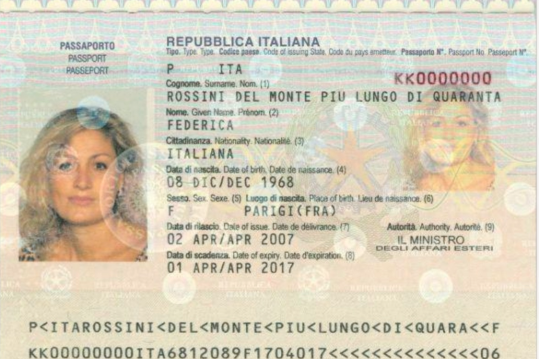 REPUBBLICA ITALIANA
PASSAPORTO
PASSPORT
PASSEPORT
Tipo. Type. Type. Codice paese. Code of issuing State. Code du pays émetteur. Passaporto N°. Passport No. Passeport N°.
P ITA KK0000000
Cognome. Surname. Nom. (1)
ROSSINI DEL MONTE PIU LUNGO DI QUARANTA
Nome. Given Name. Prénom. (2)
FEDERICA
Cittadinanza. Nationality. Nationalité. (3)
ITALIANA
Data di nascita. Date of birth. Date de naissance. (4)
08 DIC/DEC 1968
Sesso. Sex. Sexe. (5) Luogo di nascita. Place of birth. Lieu de naissance. (6)
F PARIGI(FRA)
Data di rilascio. Date of issue. Date de délivrance. (7) Autorità. Authority. Autorité. (9)
02 APR/APR 2007 IL MINISTRO
DEGLI AFFARI ESTERI
Data di scadenza. Date of expiry. Date d'expiration. (8)
01 APR/APR 2017
P<ITAROSSINI<DEL<MONTE<PIU<LUNGO<DI<QUARA<<F
KK00000000ITA6812089F1704017<<<<<<<<<<<<<<06